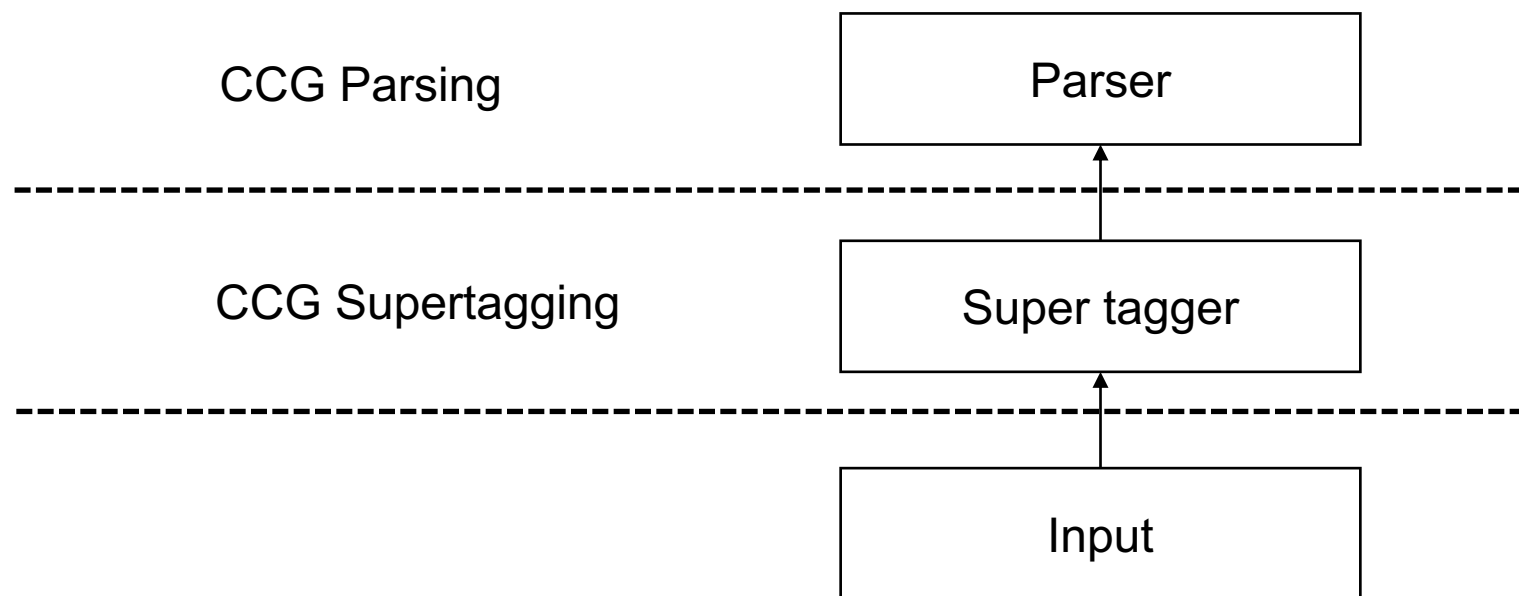 CCG Parsing
Parser
CCG Supertagging
Super tagger
Input